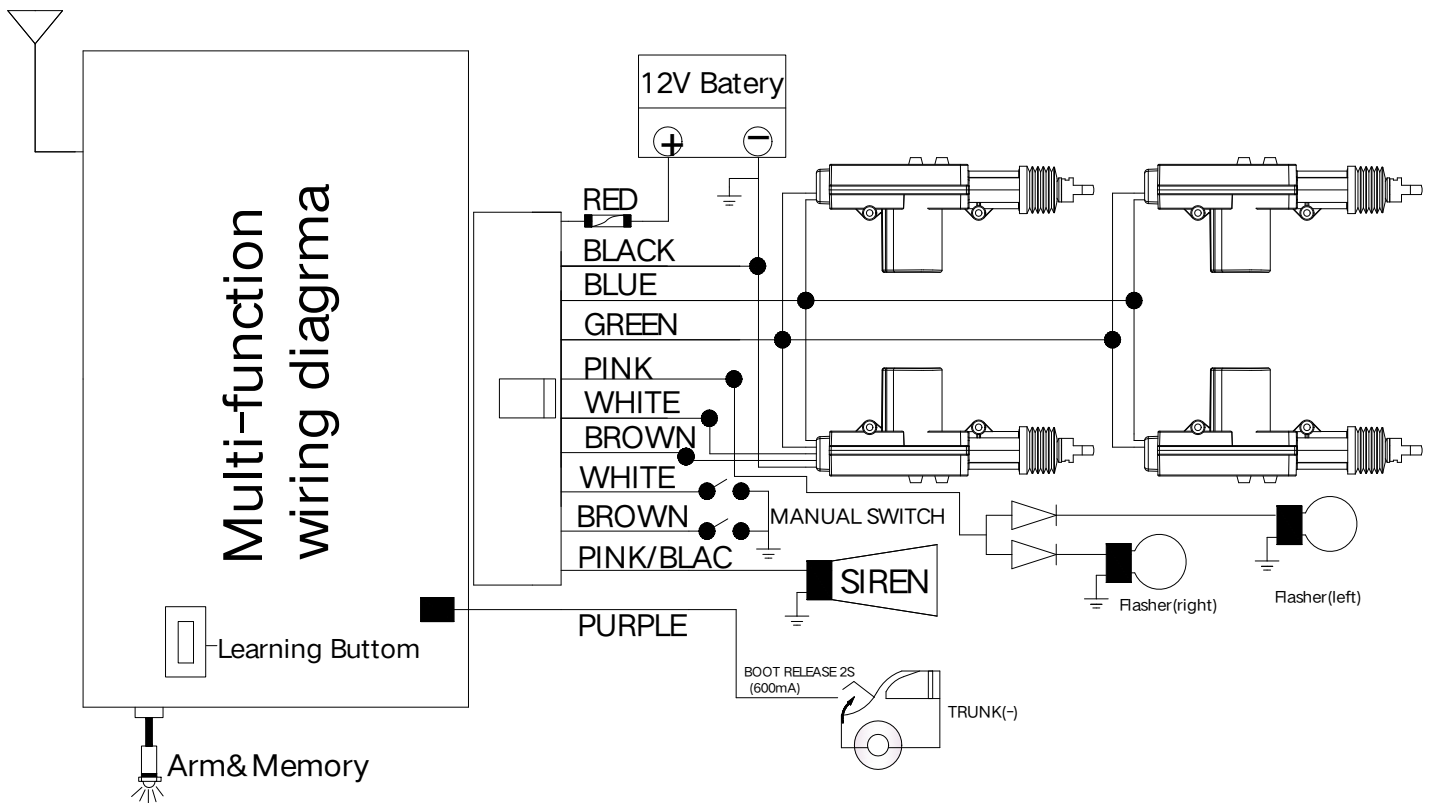 Multi-function
wiring diagrma
12V Batery
+
−
RED
BLACK
BLUE
GREEN
PINK
WHITE
BROWN
WHITE
BROWN
MANUAL SWITCH
PINK/BLAC
SIREN
Flasher(right)
Flasher(left)
PURPLE
Learning Buttom
BOOT RELEASE 2S
(600mA)
TRUNK(-)
Arm&Memory